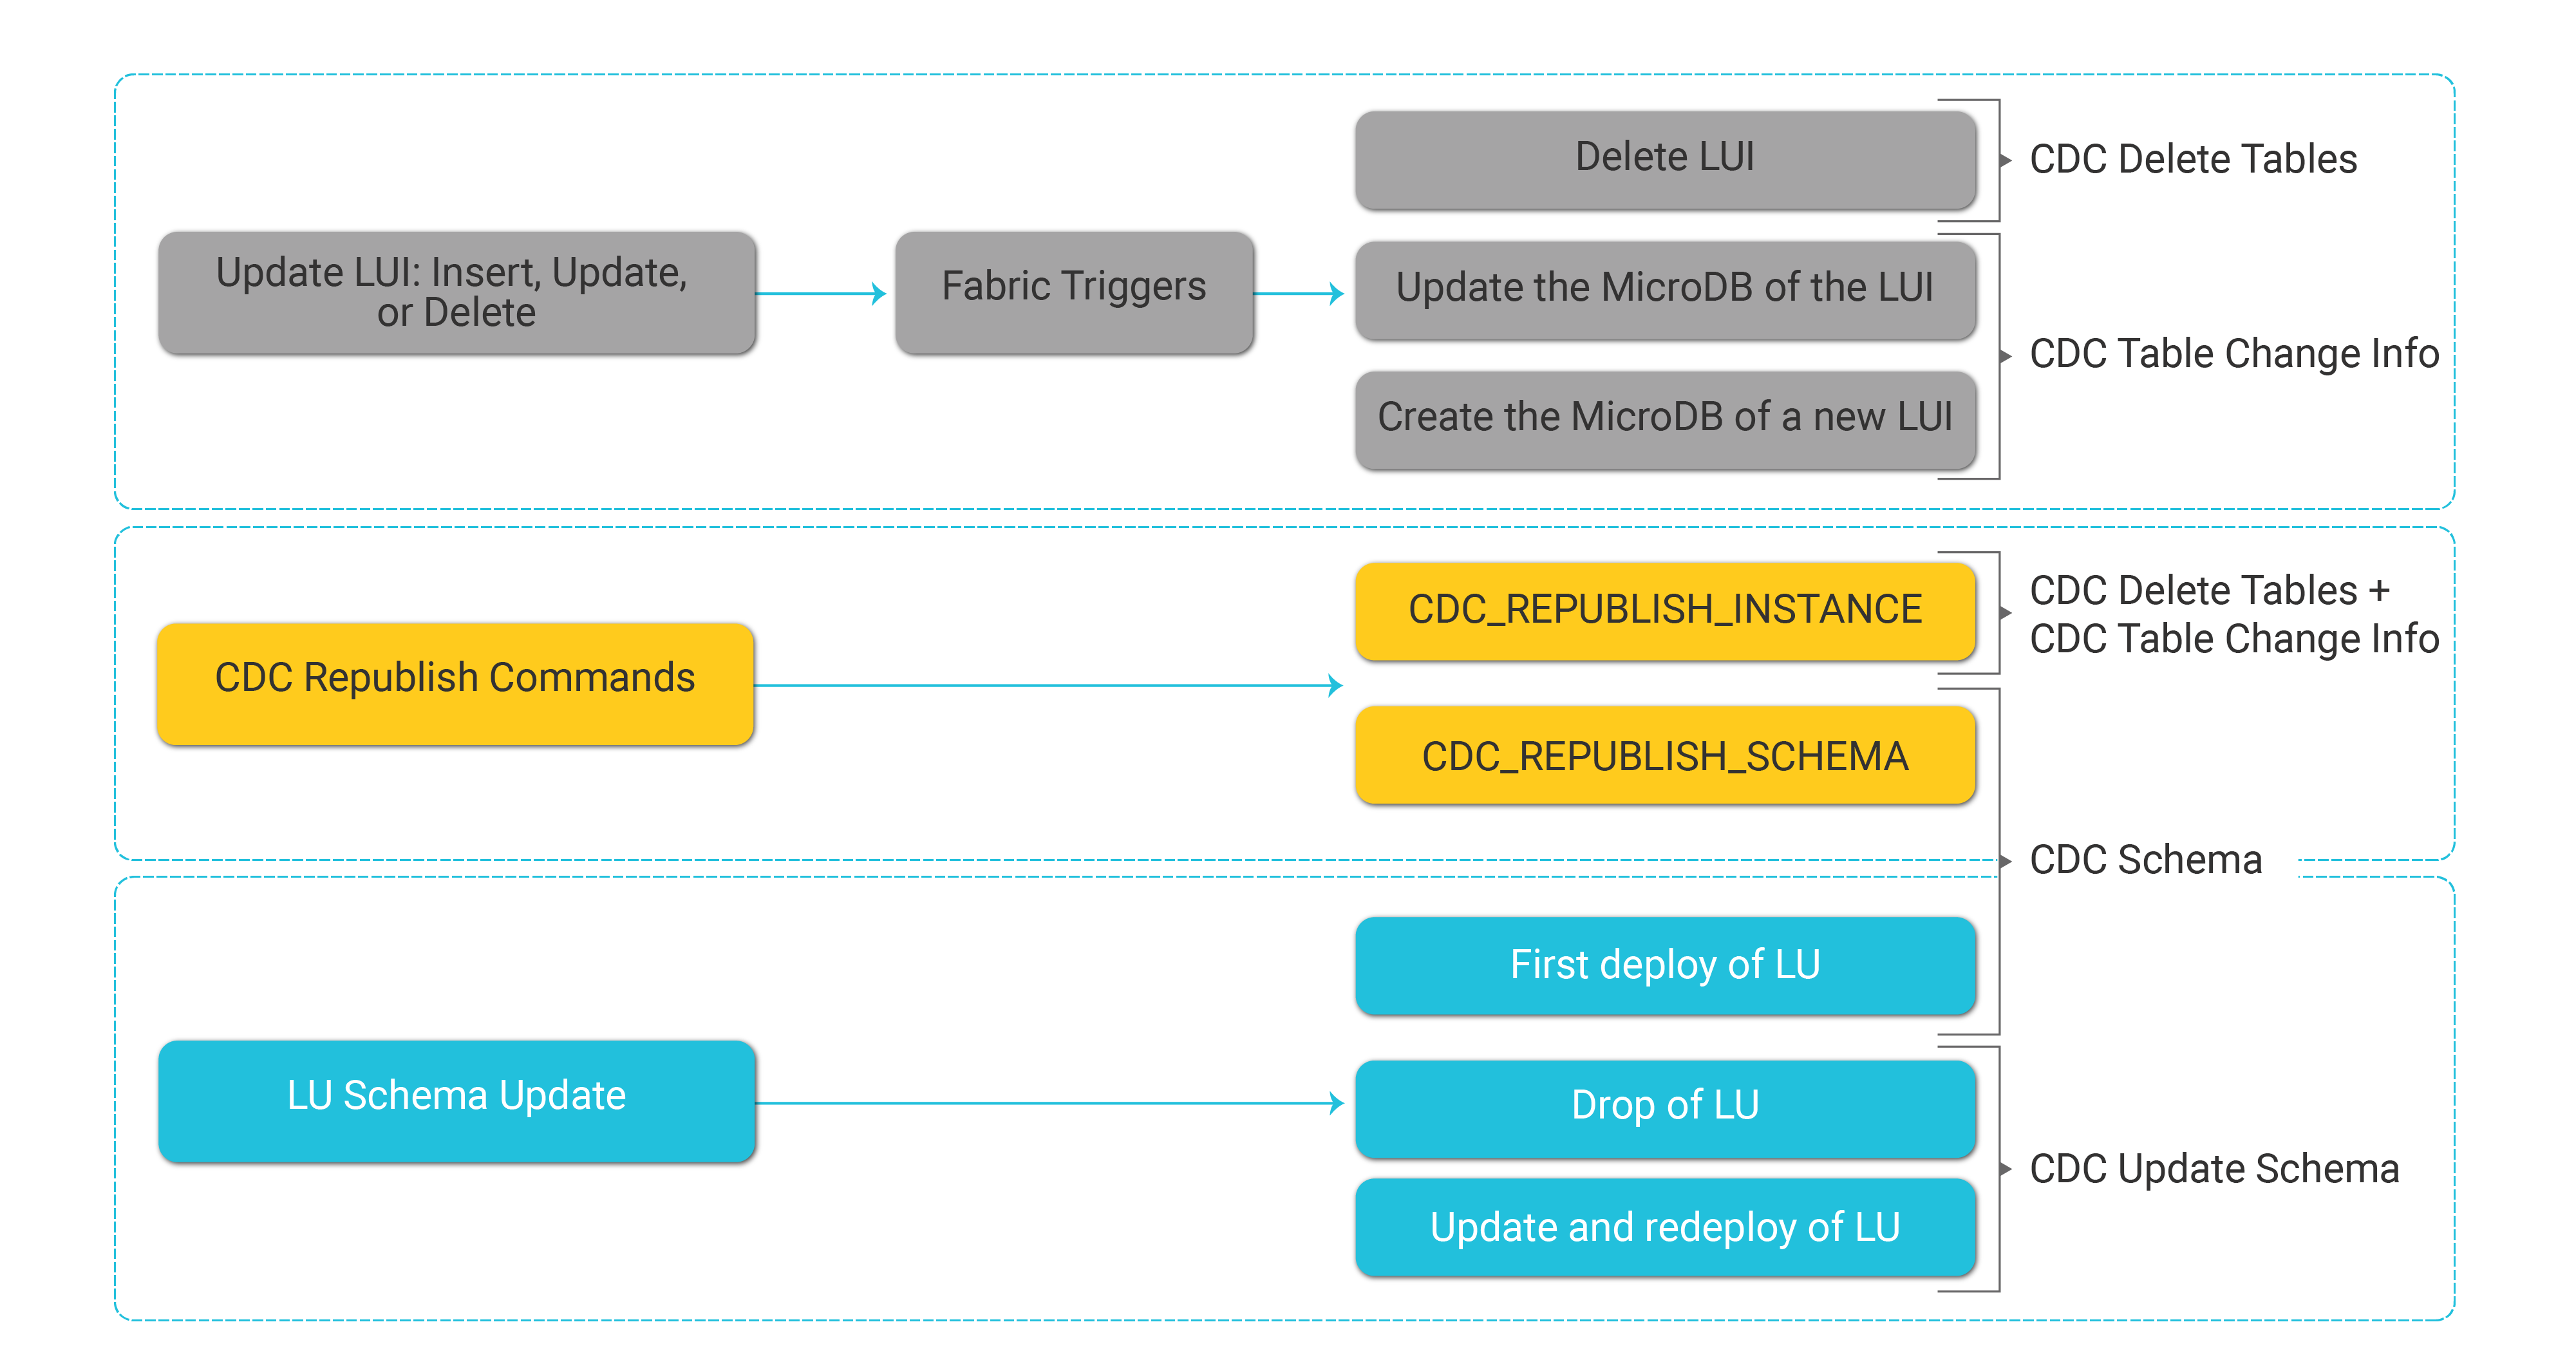 Delete LUI
CDC Delete Tables
Update LUI: Insert, Update,
or Delete
Fabric Triggers
Update the MicroDB of the LUI
CDC Table Change Info
Create the MicroDB of a new LUI
CDC Republish Commands
CDC_REPUBLISH_INSTANCE
CDC Delete Tables +
CDC Table Change Info
CDC_REPUBLISH_SCHEMA
CDC Schema
First deploy of LU
LU Schema Update
Drop of LU
CDC Update Schema
Update and redeploy of LU